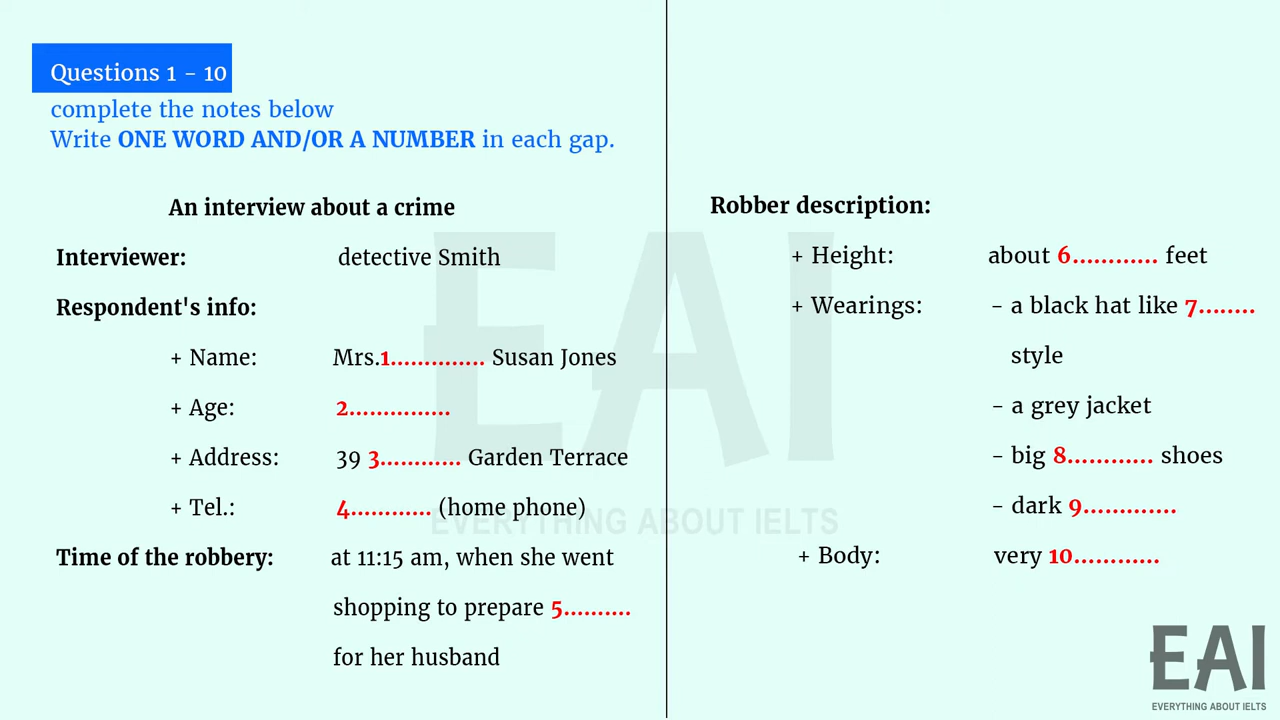 Questions 1 - 10
complete the notes below
Write ONE WORD AND/OR A NUMBER in each gap.
An interview about a crime
Interviewer: detective Smith
Respondent's info:
+ Name: Mrs.1.............. Susan Jones
+ Age: 2...............
+ Address: 39 3............ Garden Terrace
+ Tel.: 4............ (home phone)
Time of the robbery: at 11:15 am, when she went
shopping to prepare 5..........
for her husband
Robber description:
+ Height: about 6............ feet
+ Wearings: - a black hat like 7........
style
- a grey jacket
- big 8............ shoes
- dark 9.............
+ Body: very 10............
EAI
EVERYTHING ABOUT IELTS
EAI
EVERYTHING ABOUT IELTS